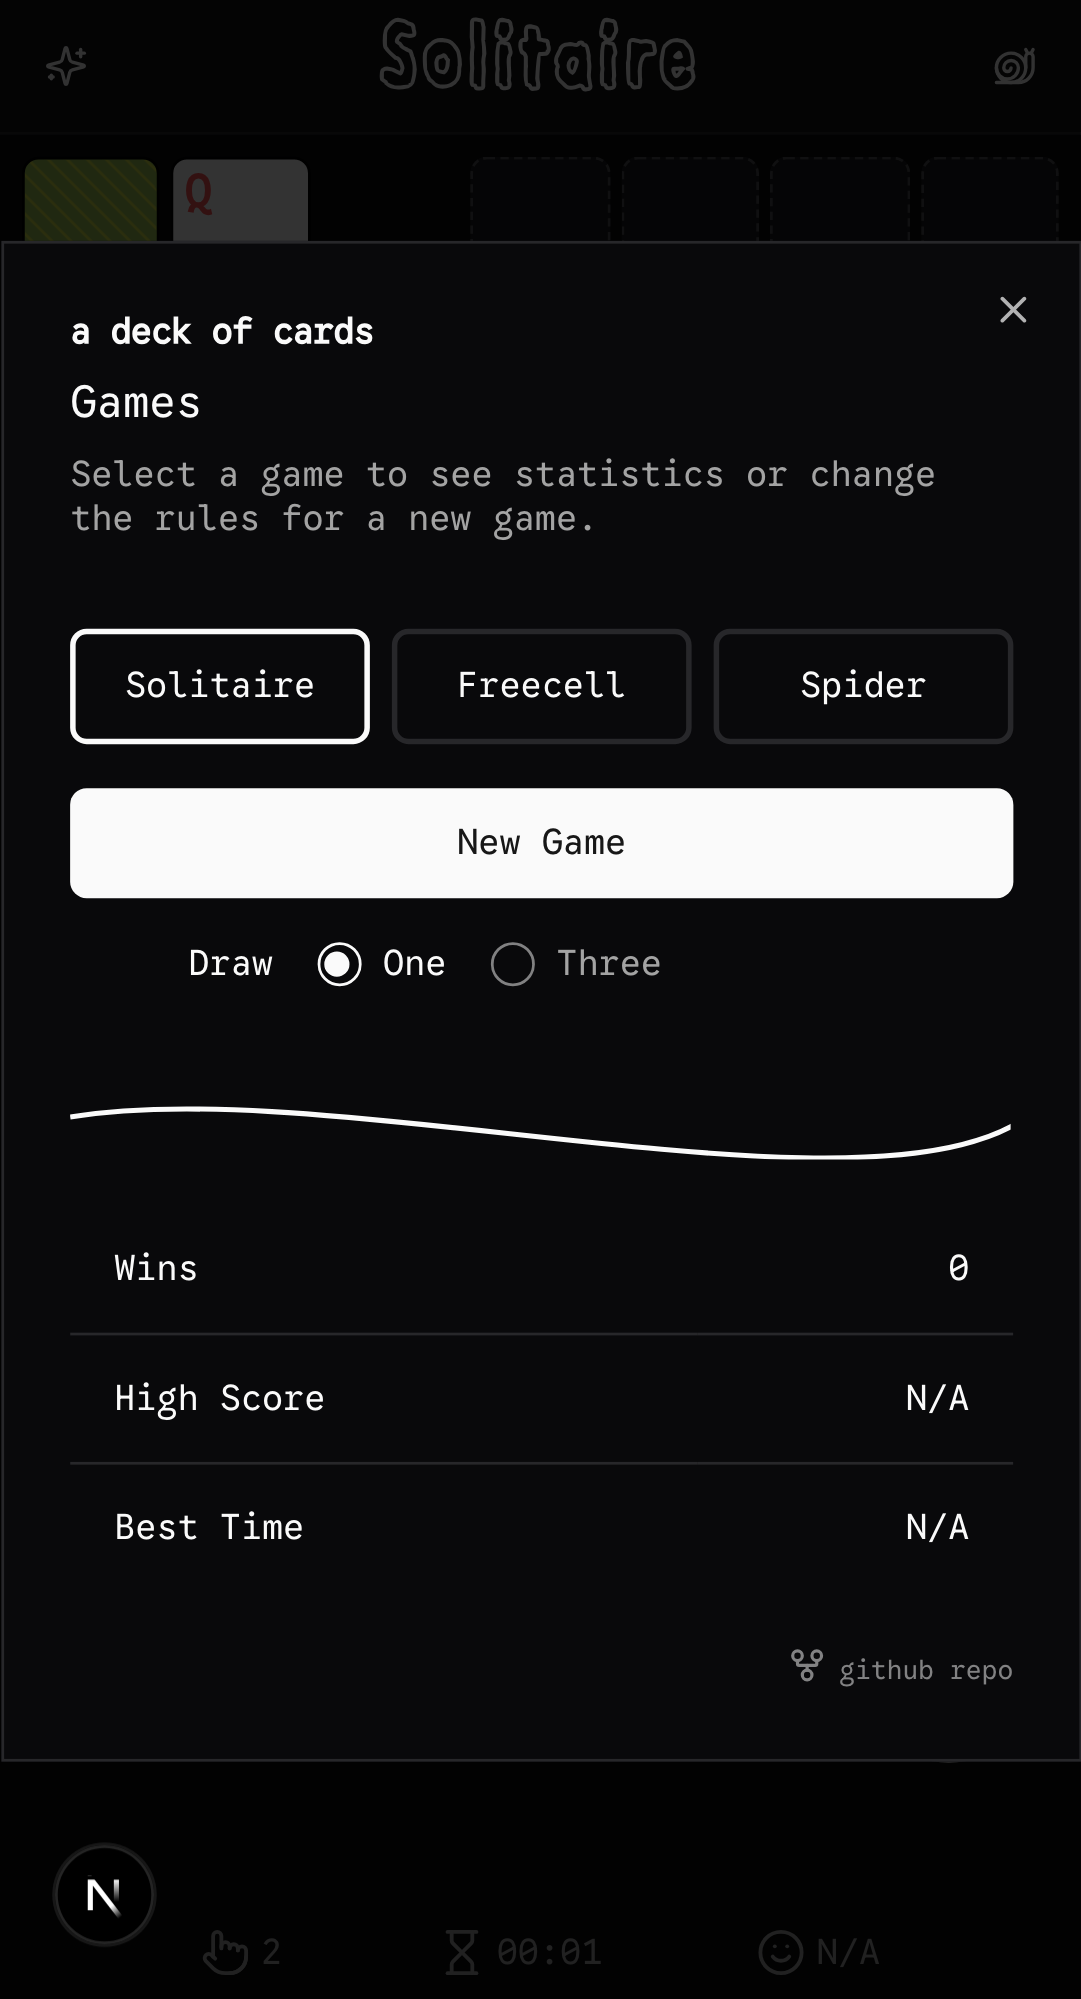 Solitaire
Q
a deck of cards
Games
Select a game to see statistics or change
the rules for a new game.
Solitaire Freecell Spider
New Game
Draw One Three
Wins 0
High Score N/A
Best Time N/A
github repo
N
2 00:01 N/A